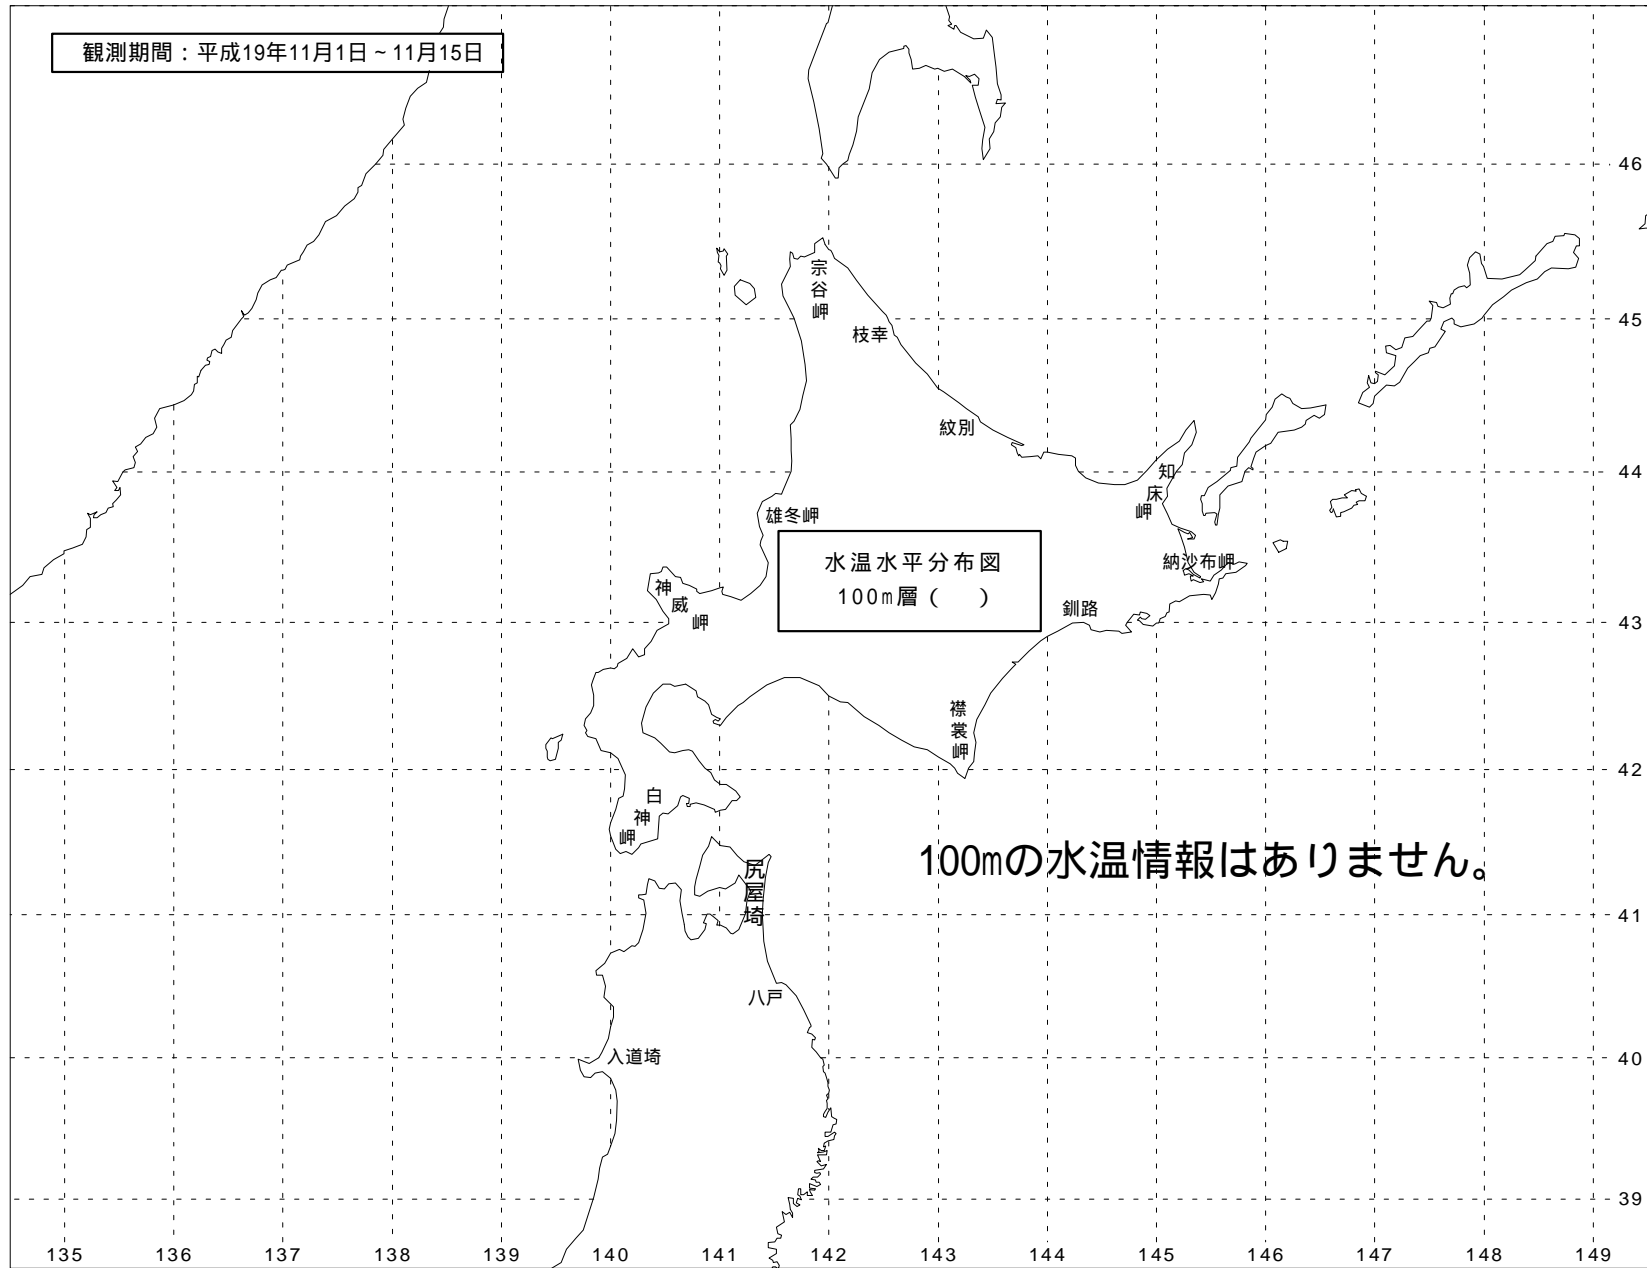 観測期間：平成19年11月1日～11月15日
46
宗谷岬
45
枝幸
紋別
44
知床岬
雄冬岬
水温水平分布図
100m層（　）
納沙布岬
神威岬
釧路
43
襟裳岬
42
白神岬
100mの水温情報はありません。
尻屋埼
41
八戸
入道埼
40
39
135 136 137 138 139 140 141 142 143 144 145 146 147 148 149